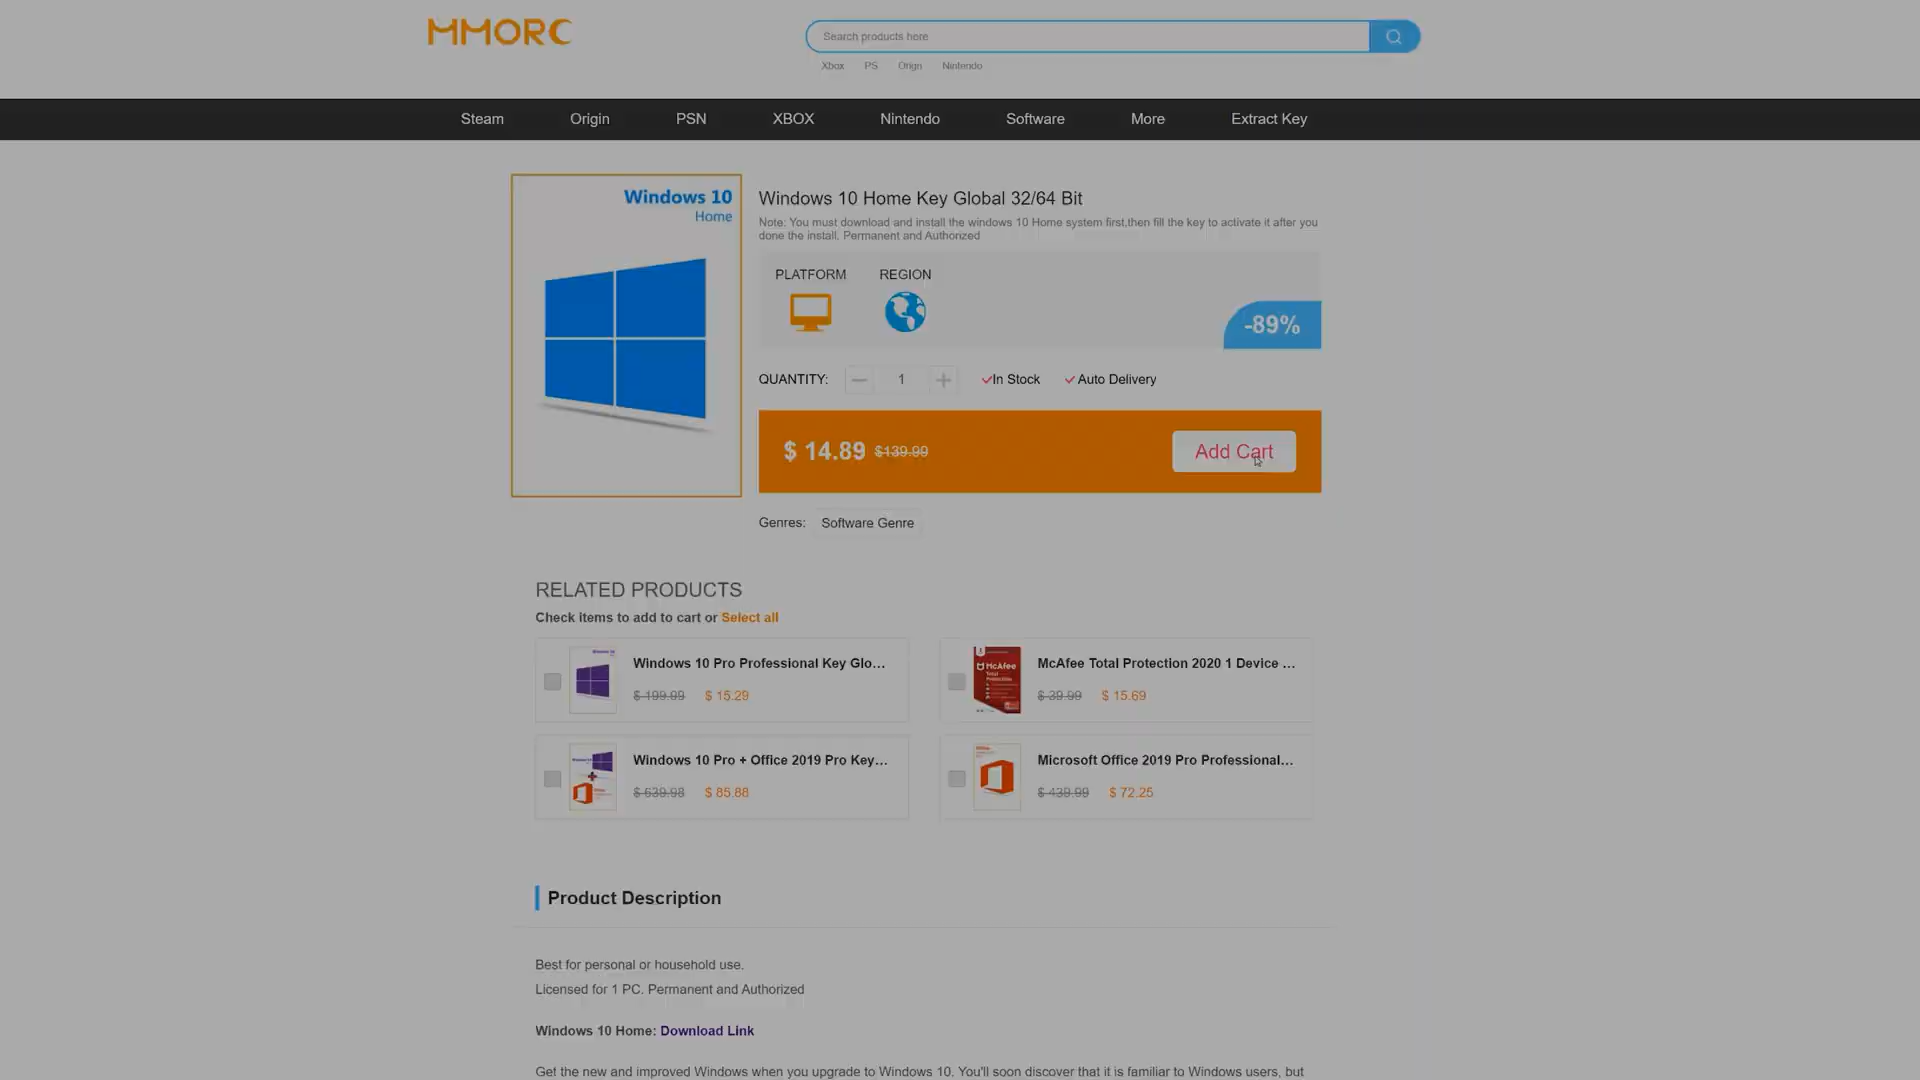 MMORC
Search products here
Xbox PS Orign Nintendo
Steam Origin PSN XBOX Nintendo Software More Extract Key
Windows 10
Home
Windows 10 Home Key Global 32/64 Bit
Note: You must download and install the windows 10 Home system first,then fill the key to activate it after you
done the install. Permanent and Authorized
PLATFORM REGION
-89%
QUANTITY: 1 In Stock Auto Delivery
$ 14.89 $139.99 Add Cart
Genres: Software Genre
RELATED PRODUCTS
Check items to add to cart or Select all
Windows 10 Pro Professional Key Glo...
$ 199.99 $ 15.29
McAfee Total Protection 2020 1 Device ...
$ 39.99 $ 15.69
Windows 10 Pro + Office 2019 Pro Key...
$ 639.98 $ 85.88
Microsoft Office 2019 Pro Professional...
$ 439.99 $ 72.25
Product Description
Best for personal or household use.
Licensed for 1 PC. Permanent and Authorized
Windows 10 Home: Download Link
Get the new and improved Windows when you upgrade to Windows 10. You'll soon discover that it is familiar to Windows users, but